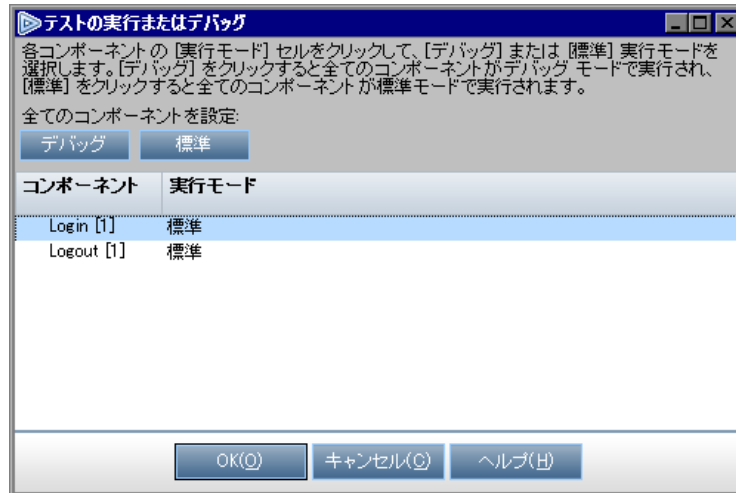 テストの実行またはデバッグ
各コンポーネントの [実行モード] セルをクリックして、[デバッグ] または [標準] 実行モードを
選択します。[デバッグ] をクリックすると全てのコンポーネントがデバッグ モードで実行され、
[標準] をクリックすると全てのコンポーネントが標準モードで実行されます。
全てのコンポーネントを設定:
デバッグ 標準
コンポーネント 実行モード
Login [1] 標準
Logout [1] 標準
OK(O) キャンセル(C) ヘルプ(H)